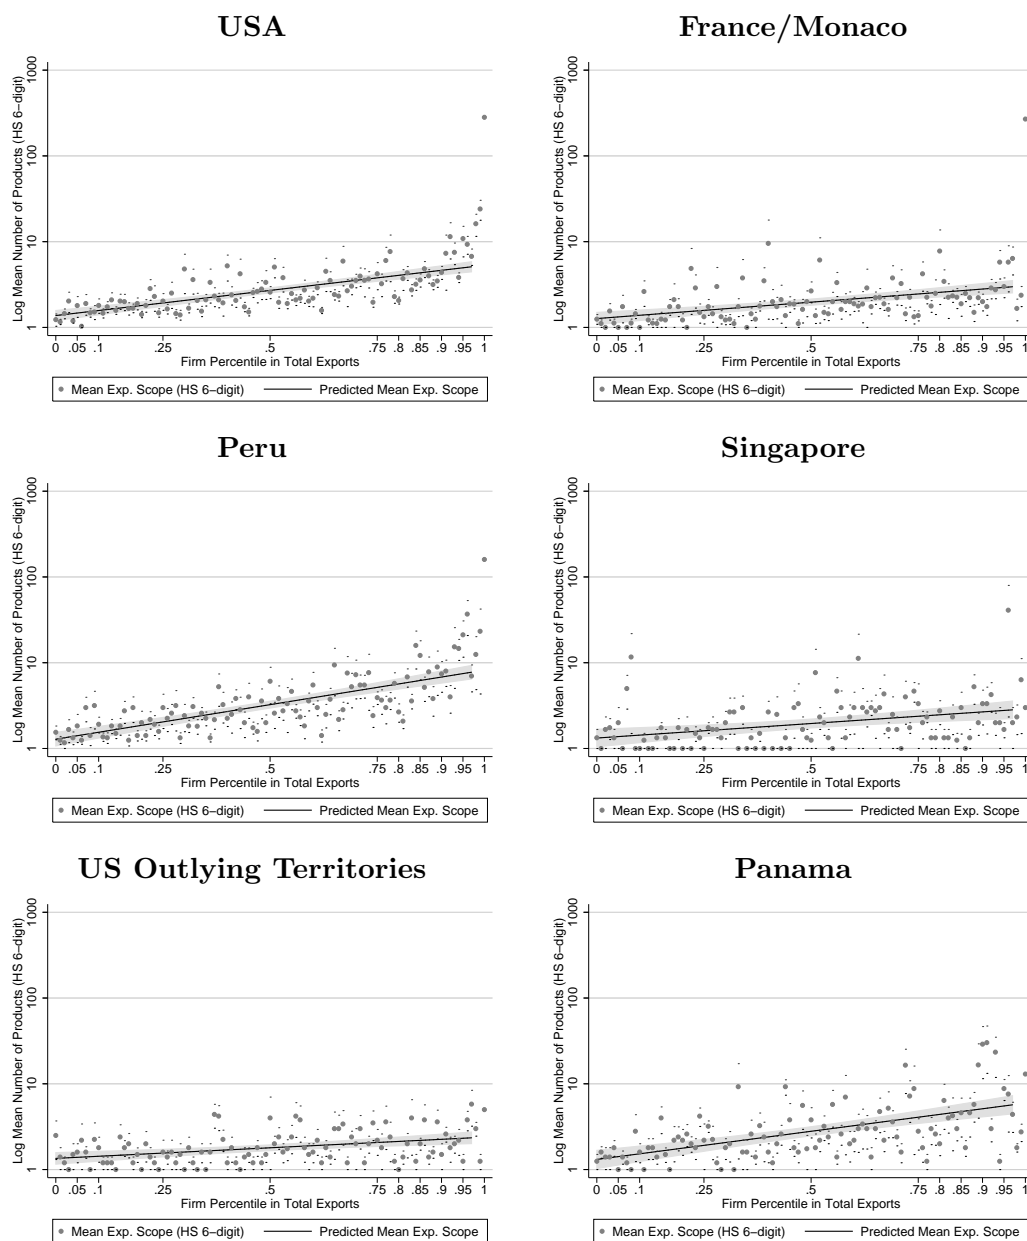 USA
Log Mean Number of Products (HS 6−digit)
1000
100
10
1
0 .05 .1 .25 .5 .75 .8 .85 .9 .95 1
Firm Percentile in Total Exports
Mean Exp. Scope (HS 6−digit) Predicted Mean Exp. Scope
France/Monaco
Log Mean Number of Products (HS 6−digit)
1000
100
10
1
0 .05 .1 .25 .5 .75 .8 .85 .9 .95 1
Firm Percentile in Total Exports
Mean Exp. Scope (HS 6−digit) Predicted Mean Exp. Scope
Peru
Log Mean Number of Products (HS 6−digit)
1000
100
10
1
0 .05 .1 .25 .5 .75 .8 .85 .9 .95 1
Firm Percentile in Total Exports
Mean Exp. Scope (HS 6−digit) Predicted Mean Exp. Scope
Singapore
Log Mean Number of Products (HS 6−digit)
1000
100
10
1
0 .05 .1 .25 .5 .75 .8 .85 .9 .95 1
Firm Percentile in Total Exports
Mean Exp. Scope (HS 6−digit) Predicted Mean Exp. Scope
US Outlying Territories
Log Mean Number of Products (HS 6−digit)
1000
100
10
1
0 .05 .1 .25 .5 .75 .8 .85 .9 .95 1
Firm Percentile in Total Exports
Mean Exp. Scope (HS 6−digit) Predicted Mean Exp. Scope
Panama
Log Mean Number of Products (HS 6−digit)
1000
100
10
1
0 .05 .1 .25 .5 .75 .8 .85 .9 .95 1
Firm Percentile in Total Exports
Mean Exp. Scope (HS 6−digit) Predicted Mean Exp. Scope